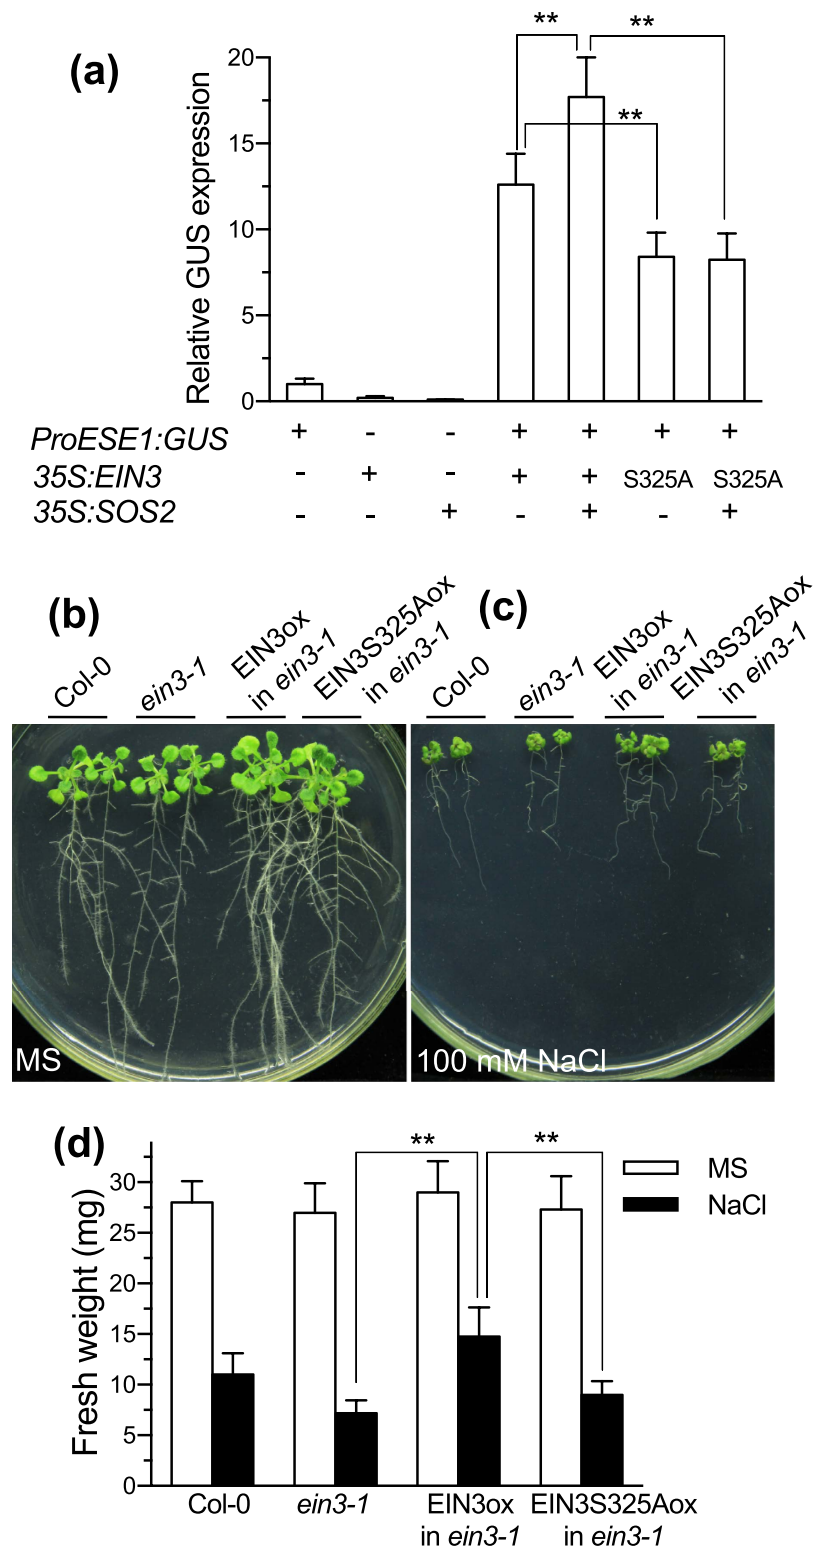 (a)
** **
**
Relative GUS expression
20
15
10
5
0
ProESE1:GUS + - - + + + +
35S:EIN3 - + - + + S325A S325A
35S:SOS2 - - + - + - +
(b)
Col-0
ein3-1
EIN3ox
in ein3-1
EIN3S325Aox
in ein3-1
(c)
Col-0
ein3-1
EIN3ox
in ein3-1
EIN3S325Aox
in ein3-1
MS
100 mM NaCl
(d)
** **
MS
NaCl
Fresh weight (mg)
30
25
20
15
10
5
0
Col-0 ein3-1 EIN3ox EIN3S325Aox
in ein3-1 in ein3-1